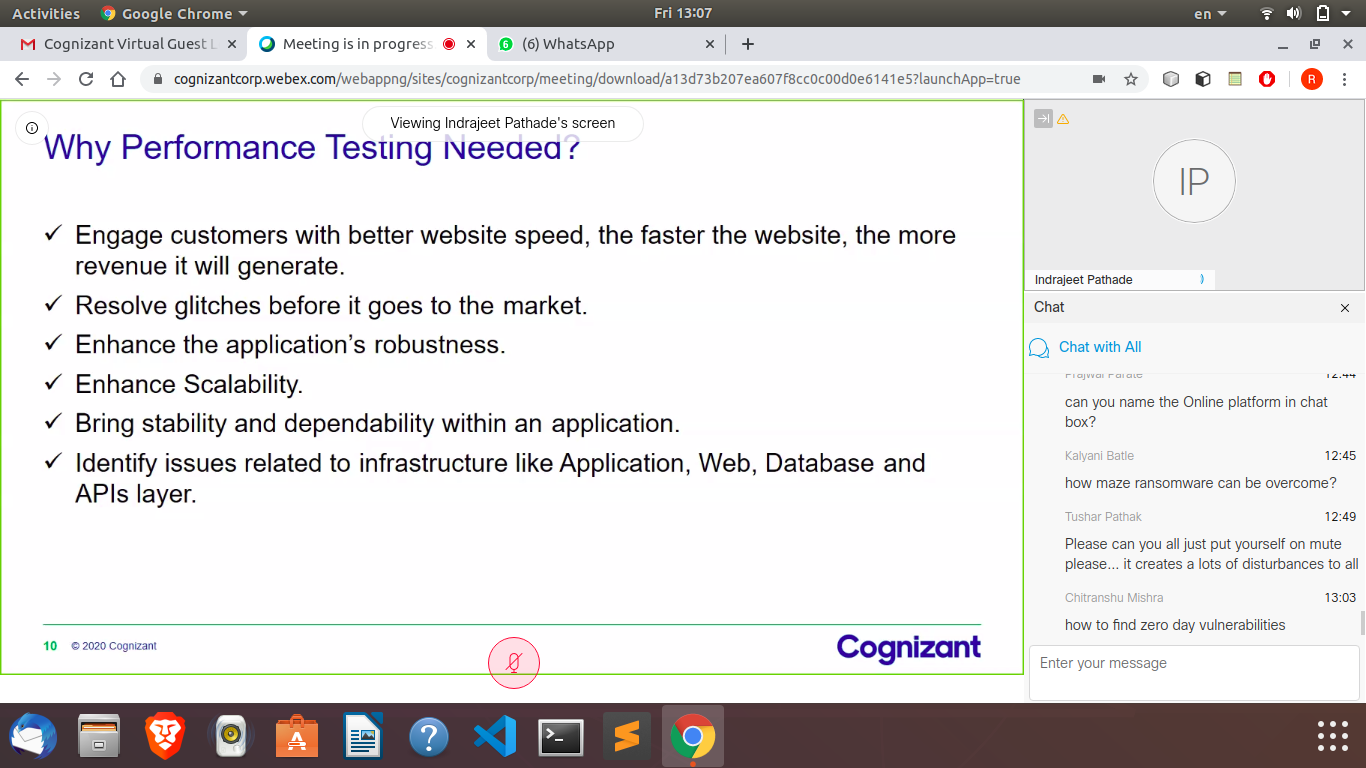 Activities
Google Chrome
Fri 13:07
en
Cognizant Virtual Guest L
Meeting is in progress
6
(6) WhatsApp
cognizantcorp.webex.com/webappng/sites/cognizantcorp/meeting/download/a13d73b207ea607f8cc0c00d0e6141e5?launchApp=true
R
Viewing Indrajeet Pathade's screen
Why Performance Testing Needed?
Engage customers with better website speed, the faster the website, the more
revenue it will generate.
Resolve glitches before it goes to the market.
Enhance the application’s robustness.
Enhance Scalability.
Bring stability and dependability within an application.
Identify issues related to infrastructure like Application, Web, Database and
APIs layer.
10 © 2020 Cognizant
Cognizant
IP
Indrajeet Pathade
Chat
Chat with All
Prajwal Parate 12:44
can you name the Online platform in chat
box?
Kalyani Batle 12:45
how maze ransomware can be overcome?
Tushar Pathak 12:49
Please can you all just put yourself on mute
please... it creates a lots of disturbances to all
Chitranshu Mishra 13:03
how to find zero day vulnerabilities
Enter your message